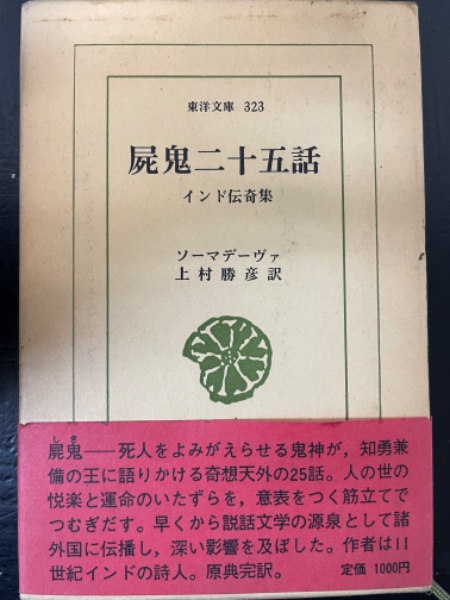 東洋文庫 323
屍鬼二十五話
インド伝奇集
ソーマデーヴァ
上村勝彦訳
しき
屍鬼──死人をよみがえらせる鬼神が，知勇兼
備の王に語りかける奇想天外の25話。人の世の
悦楽と運命のいたずらを，意表をつく筋立てで
つむぎだす。早くから説話文学の源泉として諸
外国に伝播し，深い影響を及ぼした。作者は11
世紀インドの詩人。原典完訳。 定価 1000円